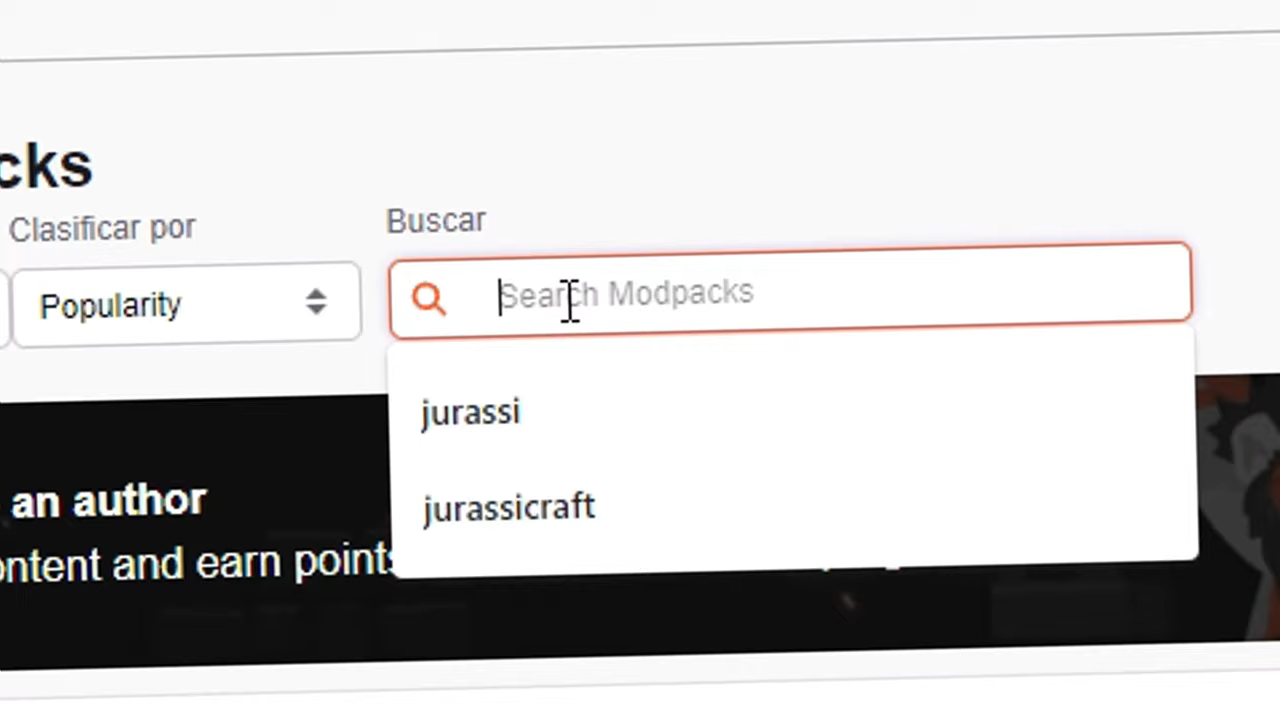 cks
Clasificar por
Buscar
Popularity
Search Modpacks
jurassi
jurassicraft
an author
ontent and earn points